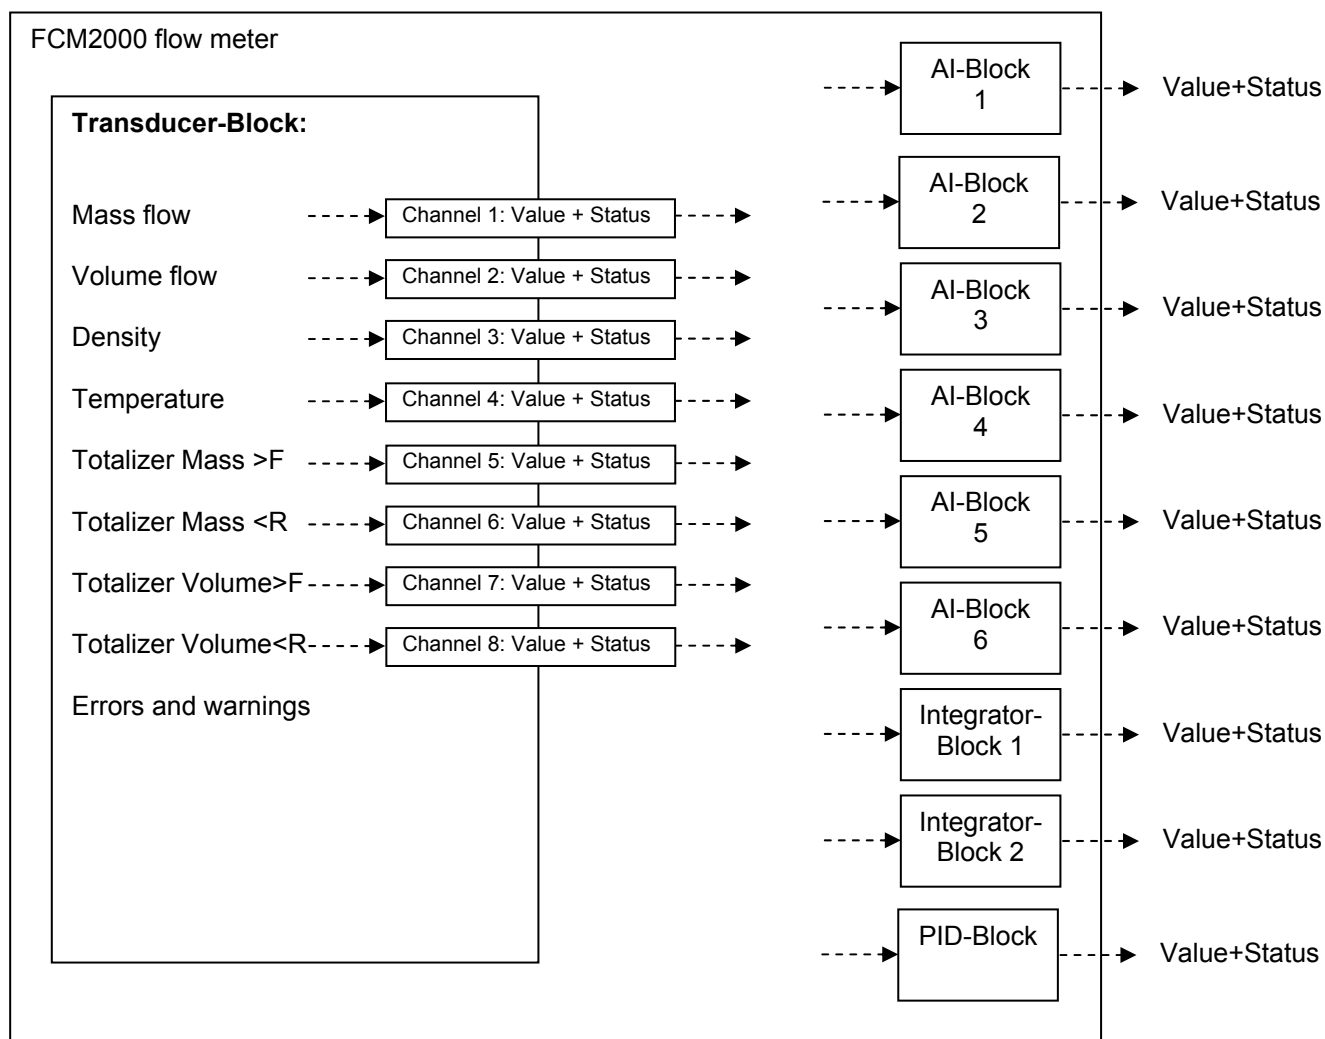 FCM2000 flow meter
Transducer-Block:
Mass flow
Channel 1: Value + Status
Volume flow
Channel 2: Value + Status
Density
Channel 3: Value + Status
Temperature
Channel 4: Value + Status
Totalizer Mass >F
Channel 5: Value + Status
Totalizer Mass <R
Channel 6: Value + Status
Totalizer Volume>F
Channel 7: Value + Status
Totalizer Volume<R
Channel 8: Value + Status
Errors and warnings
AI-Block
1
Value+Status
AI-Block
2
Value+Status
AI-Block
3
Value+Status
AI-Block
4
Value+Status
AI-Block
5
Value+Status
AI-Block
6
Value+Status
Integrator-
Block 1
Value+Status
Integrator-
Block 2
Value+Status
PID-Block
Value+Status